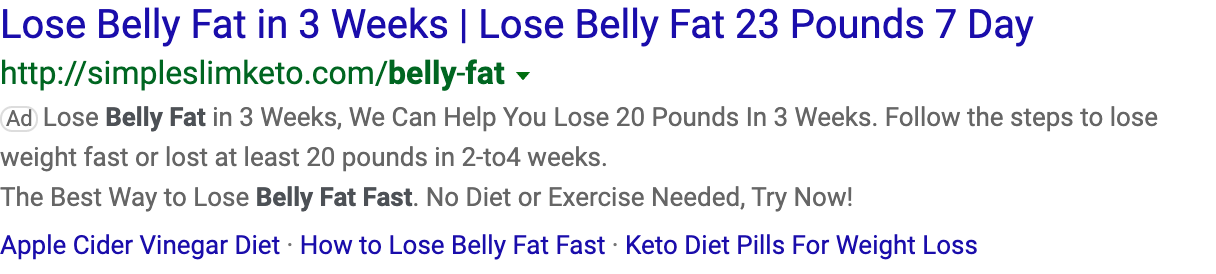 Lose Belly Fat in 3 Weeks | Lose Belly Fat 23 Pounds 7 Day
http://simpleslimketo.com/belly-fat
Ad Lose Belly Fat in 3 Weeks, We Can Help You Lose 20 Pounds In 3 Weeks. Follow the steps to lose
weight fast or lost at least 20 pounds in 2-to4 weeks.
The Best Way to Lose Belly Fat Fast. No Diet or Exercise Needed, Try Now!
Apple Cider Vinegar Diet · How to Lose Belly Fat Fast · Keto Diet Pills For Weight Loss